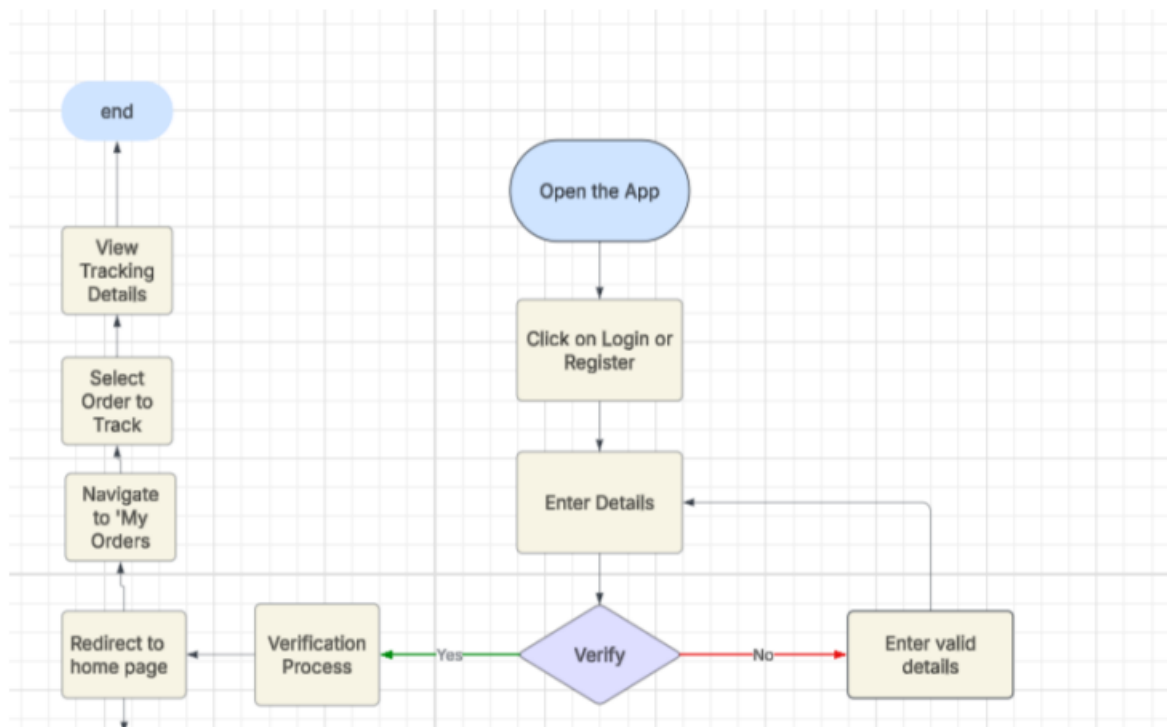 end
Open the App
View
Tracking
Details
Click on Login or
Register
Select
Order to
Track
Enter Details
Navigate
to 'My
Orders
Redirect to
home page
Verification
Process
Yes
Verify
No
Enter valid
details